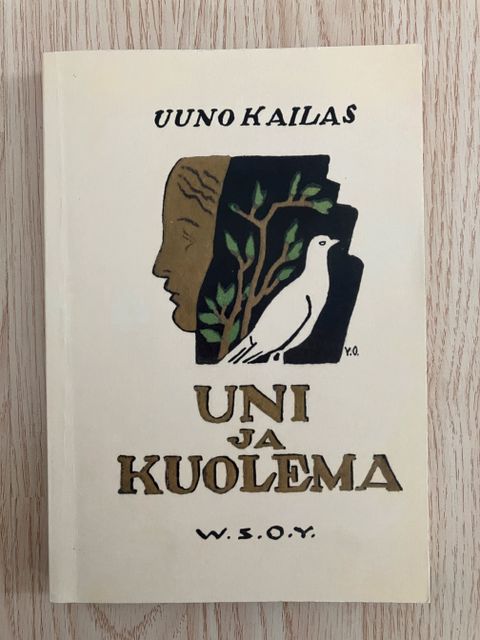 UUNO KAILAS
Y.O.
UNI
JA
KUOLEMA
W.S.O.Y.